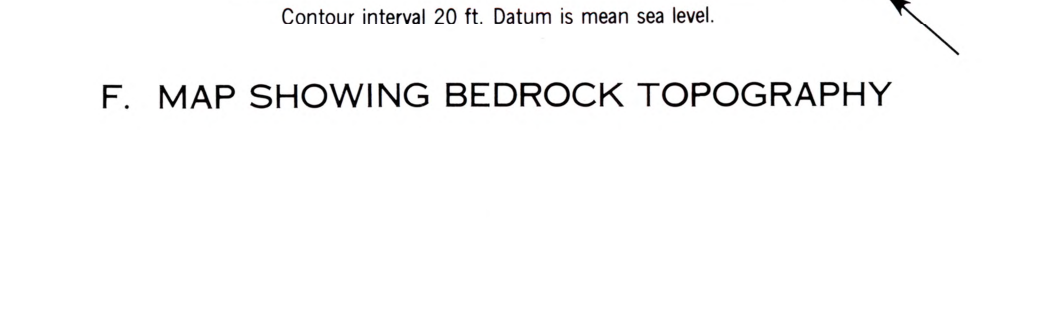 Contour interval 20 ft. Datum is mean sea level.
F. MAP SHOWING BEDROCK TOPOGRAPHY